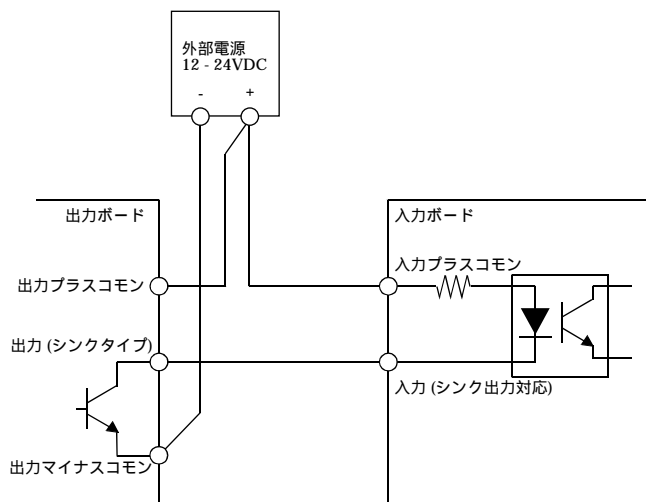 外部電源
12 - 24VDC
- +
出力ボード
入力ボード
出力プラスコモン
入力プラスコモン
出力 (シンクタイプ)
入力 (シンク出力対応)
出力マイナスコモン